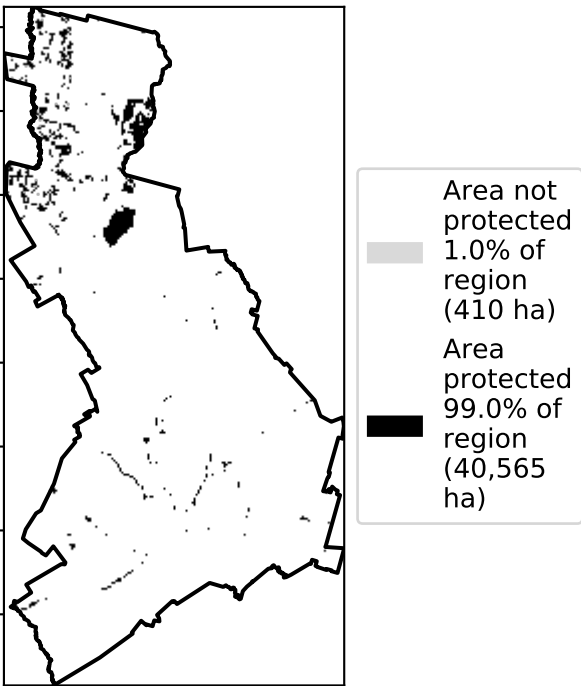 Area not
protected
1.0% of
region
(410 ha)
Area
protected
99.0% of
region
(40,565
ha)